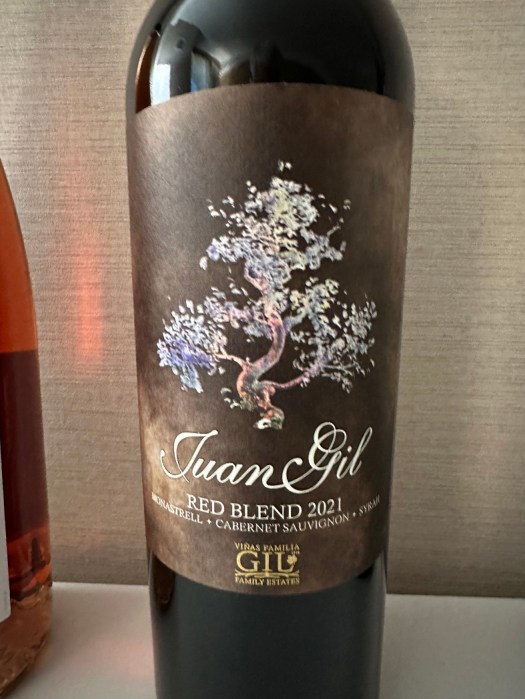 Juan Gil
RED BLEND 2021
MONASTRELL • CABERNET SAUVIGNON • SYRAH
VIÑAS FAMILIA
GIL
FAMILY ESTATES